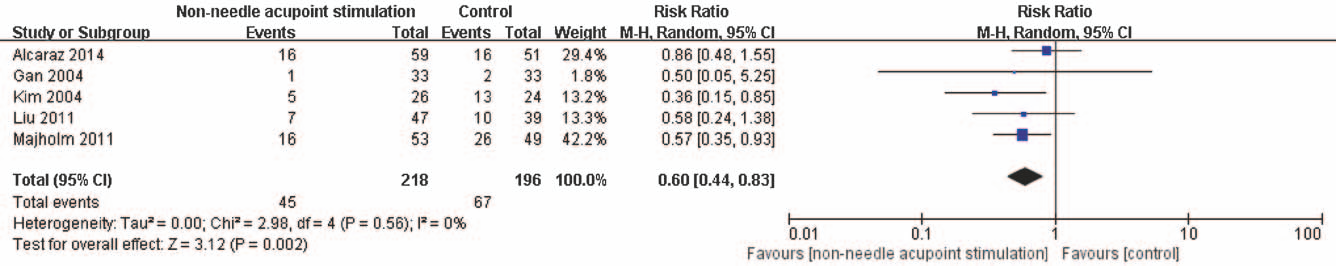 Non-needle acupoint stimulation Control Risk Ratio Risk Ratio
Study or Subgroup Events Total Events Total Weight M-H, Random, 95% CI M-H, Random, 95% CI
Alcaraz 2014 16 59 16 51 29.4% 0.86 [0.48, 1.55]
Gan 2004 1 33 2 33 1.8% 0.50 [0.05, 5.25]
Kim 2004 5 26 13 24 13.2% 0.36 [0.15, 0.85]
Liu 2011 7 47 10 39 13.3% 0.58 [0.24, 1.38]
Majholm 2011 16 53 26 49 42.2% 0.57 [0.35, 0.93]
Total (95% CI) 218 196 100.0% 0.60 [0.44, 0.83]
Total events 45 67
Heterogeneity: Tau² = 0.00; Chi² = 2.98, df = 4 (P = 0.56); I² = 0%
Test for overall effect: Z = 3.12 (P = 0.002)
0.01 0.1 1 10 100
Favours [non-needle acupoint stimulation] Favours [control]